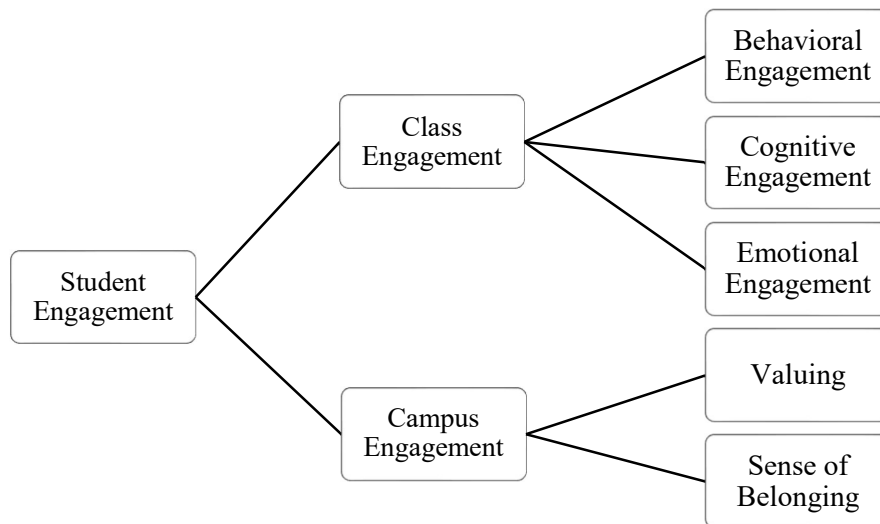 Student
Engagement
Class
Engagement
Behavioral
Engagement
Cognitive
Engagement
Emotional
Engagement
Campus
Engagement
Valuing
Sense of
Belonging